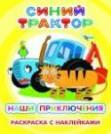 СИНИЙ
ТРАКТОР
НАШИ ПРИКЛЮЧЕНИЯ
РАСКРАСКА С НАКЛЕЙКАМИ